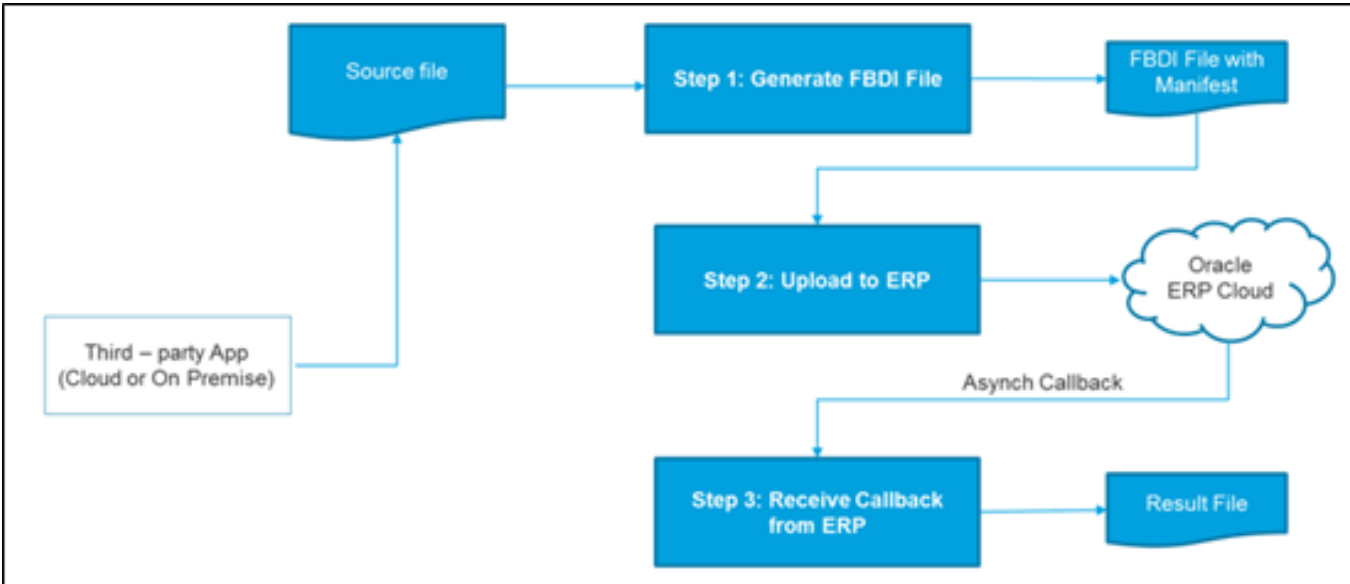 Source file
Step 1: Generate FBDI File
FBDI File with
Manifest
Step 2: Upload to ERP
Oracle
ERP Cloud
Third – party App
(Cloud or On Premise)
Asynch Callback
Step 3: Receive Callback
from ERP
Result File